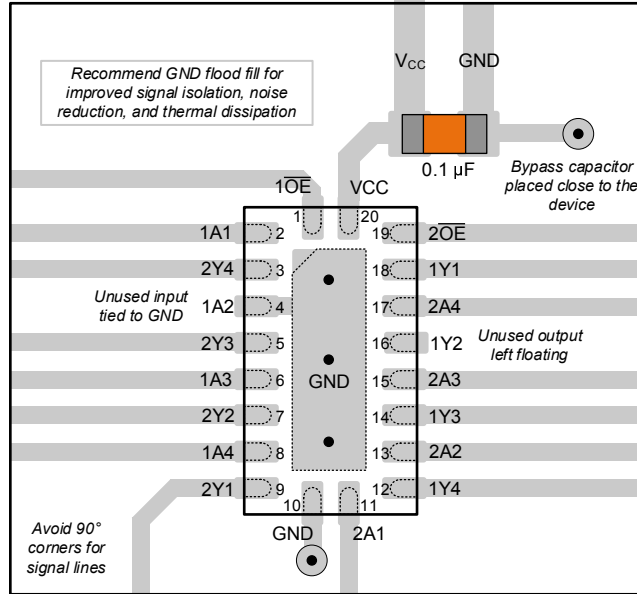 Recommend GND flood fill for
improved signal isolation, noise
reduction, and thermal dissipation
VCC GND
0.1 µF
Bypass capacitor
placed close to the
device
1O̅E̅ VCC
1 20
1A1 2 19 2O̅E̅
2Y4 3 18 1Y1
Unused input
tied to GND
1A2 4 17 2A4
2Y3 5 16 1Y2
Unused output
left floating
1A3 6 GND 15 2A3
2Y2 7 14 1Y3
1A4 8 13 2A2
2Y1 9 12 1Y4
10 11
GND 2A1
Avoid 90°
corners for
signal lines